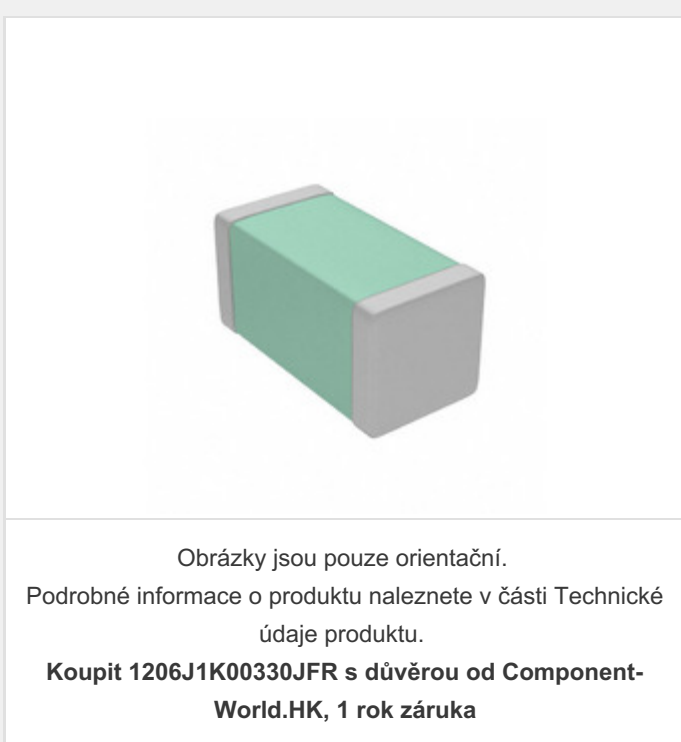 Obrázky jsou pouze orientační.
Podrobné informace o produktu naleznete v části Technické
údaje produktu.
Koupit 1206J1K00330JFR s důvěrou od Component-
World.HK, 1 rok záruka